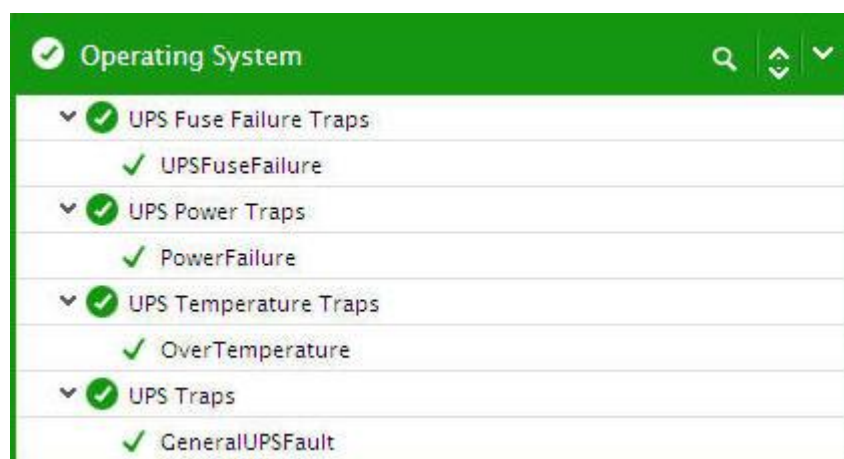 Operating System
UPS Fuse Failure Traps
UPSFuseFailure
UPS Power Traps
PowerFailure
UPS Temperature Traps
OverTemperature
UPS Traps
GeneralUPSFault